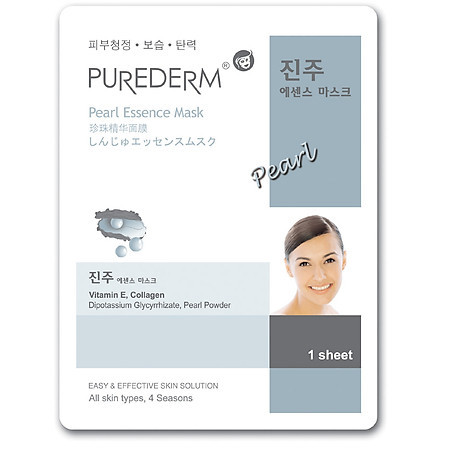 피부청정 • 보습 • 탄력
PUREDERM®
Pearl Essence Mask
珍珠精华面膜
しんじゅエッセンスムスク
진주
에센스 마스크
Pearl
진주 에센스 마스크
Vitamin E, Collagen
Dipotassium Glycyrrhizate, Pearl Powder
1 sheet
EASY & EFFECTIVE SKIN SOLUTION
All skin types, 4 Seasons